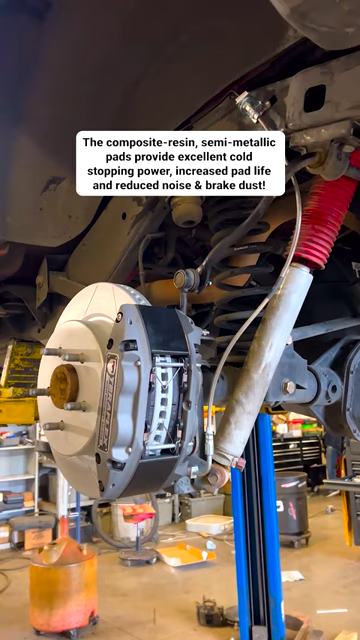 The composite-resin, semi-metallic
pads provide excellent cold
stopping power, increased pad life
and reduced noise & brake dust!